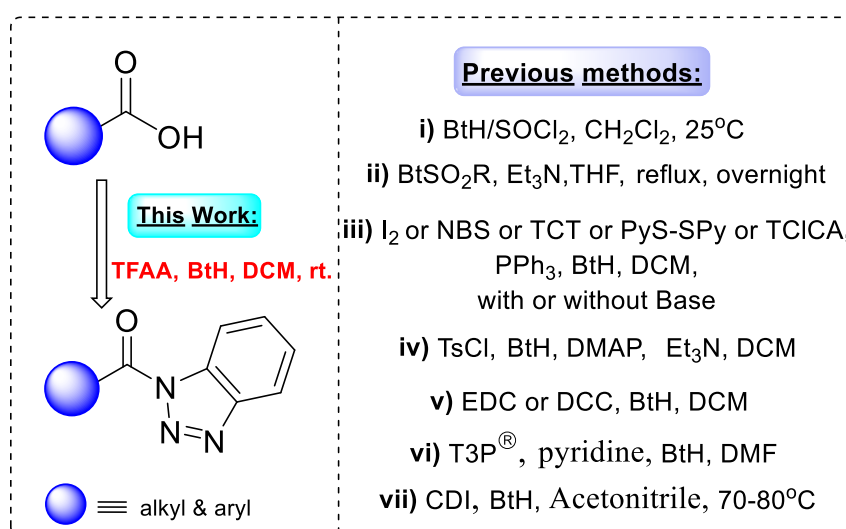 O
OH
This Work:
TFAA, BtH, DCM, rt.
O
N
N=N
≡ alkyl & aryl
Previous methods:
i) BtH/SOCl₂, CH₂Cl₂, 25°C
ii) BtSO₂R, Et₃N,THF, reflux, overnight
iii) I₂ or NBS or TCT or PyS-SPy or TCICA,
PPh₃, BtH, DCM,
with or without Base
iv) TsCl, BtH, DMAP, Et₃N, DCM
v) EDC or DCC, BtH, DCM
vi) T3P®, pyridine, BtH, DMF
vii) CDI, BtH, Acetonitrile, 70-80°C